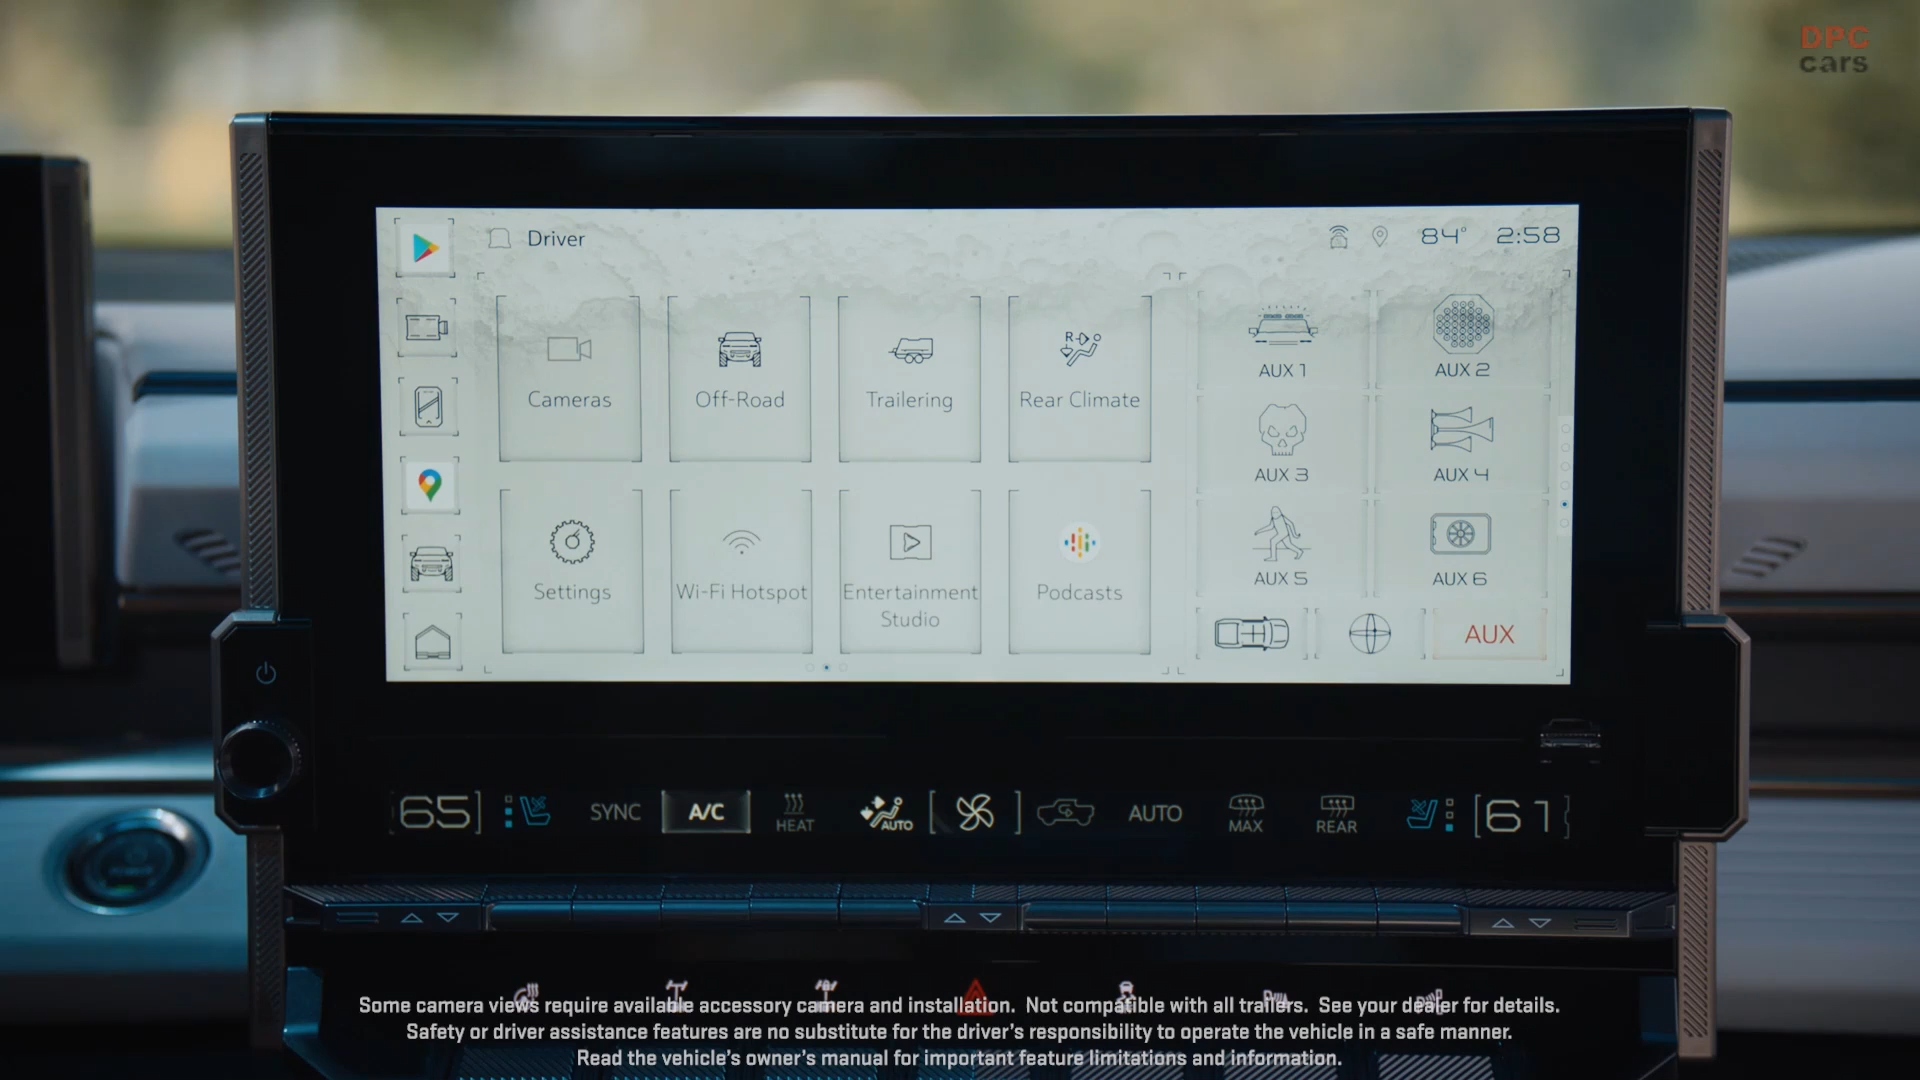 DPC
cars
Driver
84° 2:58
Cameras
Off-Road
Trailering
R
Rear Climate
AUX 1
AUX 2
AUX 3
AUX 4
AUX 5
AUX 6
Settings
Wi-Fi Hotspot
Entertainment
Studio
Podcasts
AUX
65
SYNC
A/C
HEAT
AUTO
AUTO
MAX
REAR
61
Some camera views require available accessory camera and installation. Not compatible with all trailers. See your dealer for details.
Safety or driver assistance features are no substitute for the driver's responsibility to operate the vehicle in a safe manner.
Read the vehicle's owner's manual for important feature limitations and information.